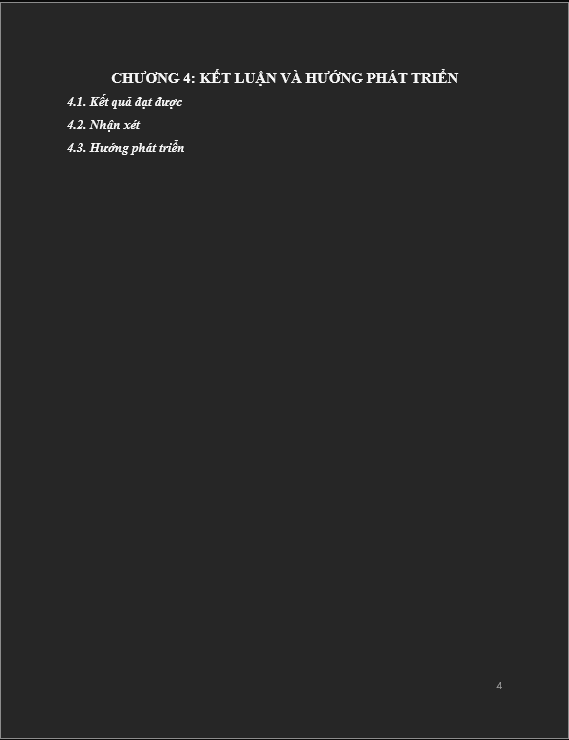 CHƯƠNG 4: KẾT LUẬN VÀ HƯỚNG PHÁT TRIỂN
4.1. Kết quả đạt được
4.2. Nhận xét
4.3. Hướng phát triển
4